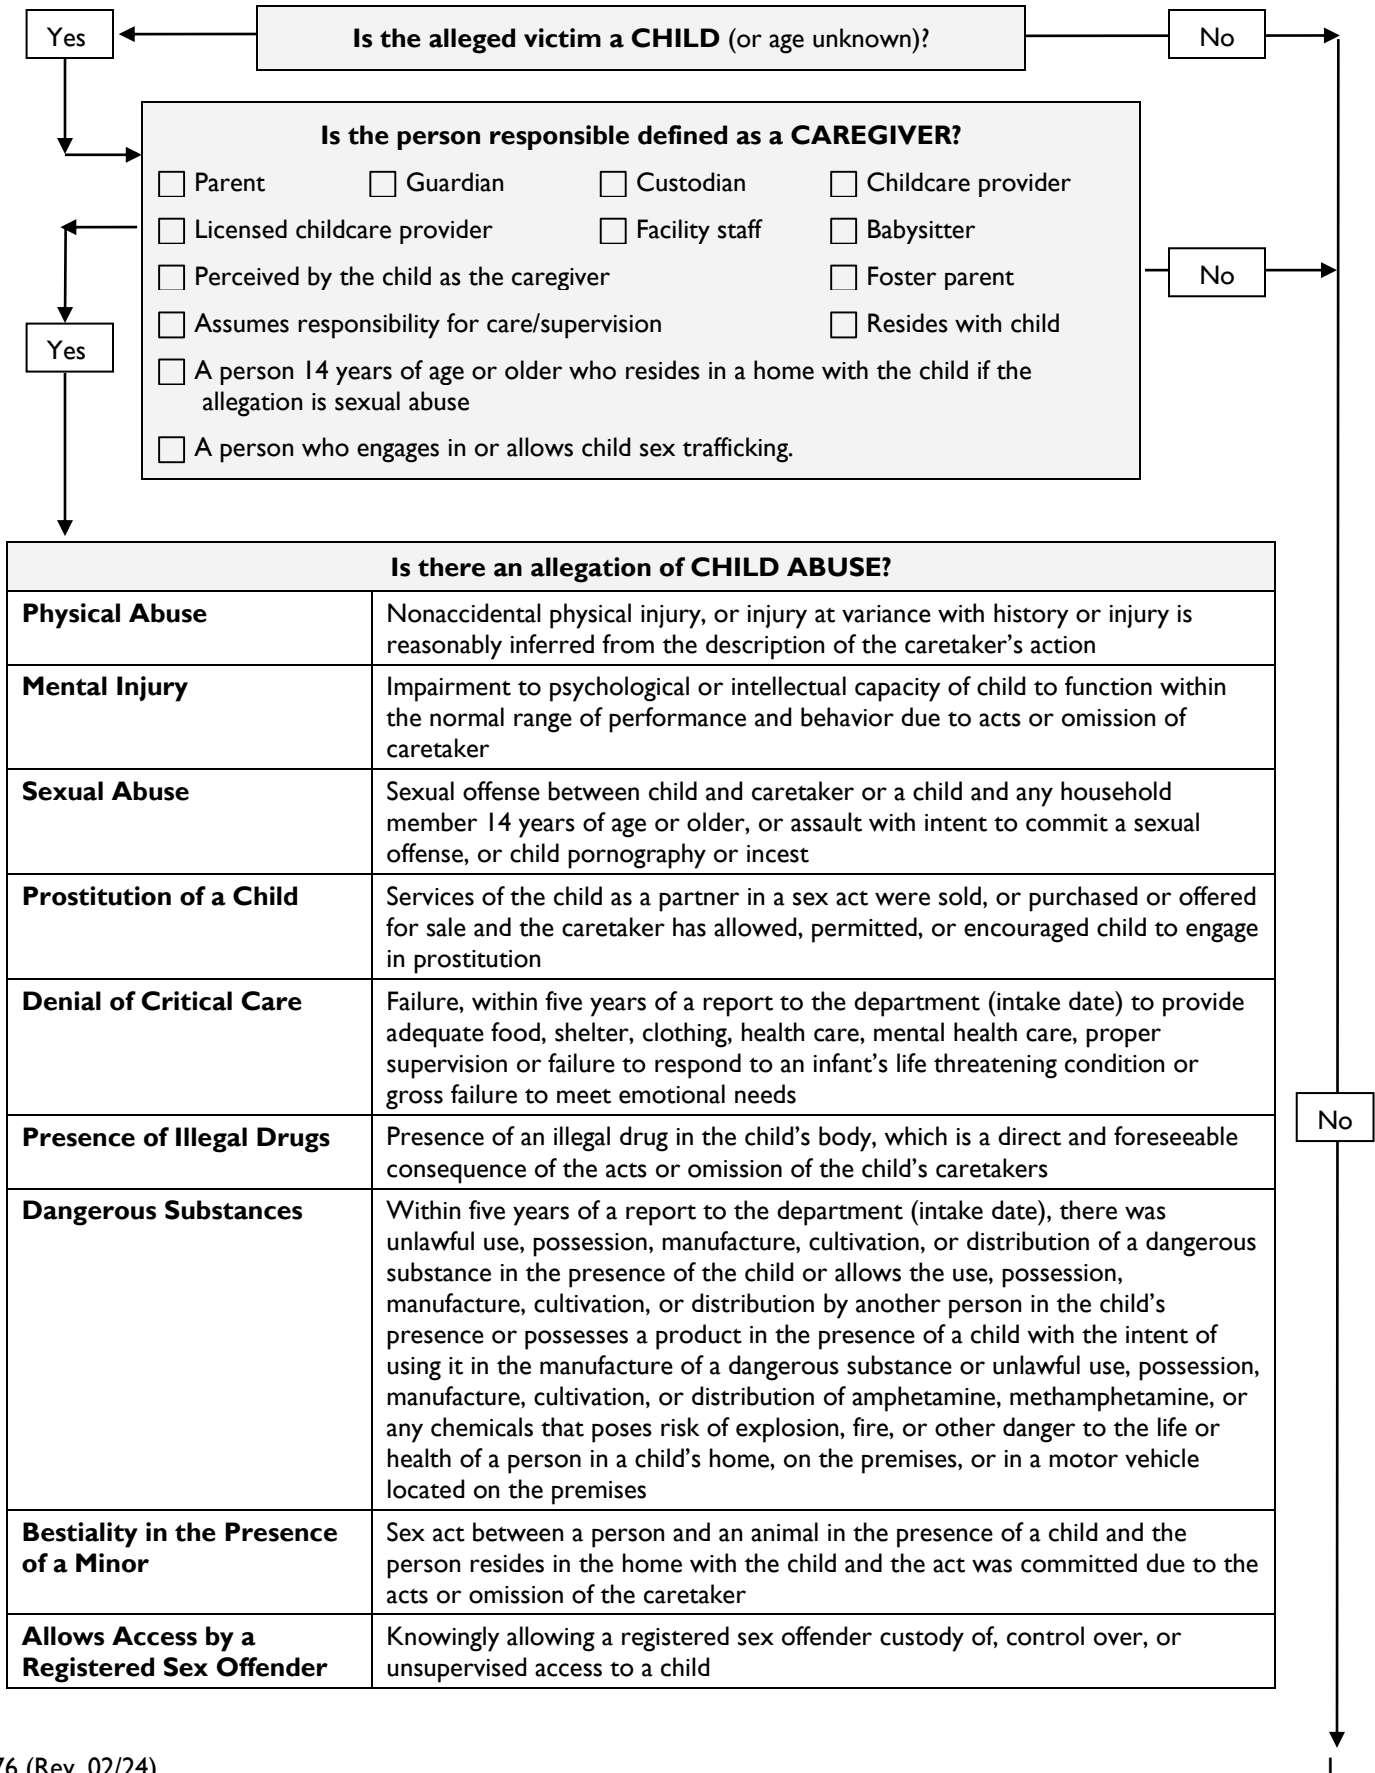 Yes
Is the alleged victim a CHILD (or age unknown)?
No
Is the person responsible defined as a CAREGIVER?
Parent Guardian Custodian Childcare provider
Licensed childcare provider Facility staff Babysitter
Perceived by the child as the caregiver Foster parent
No
Assumes responsibility for care/supervision Resides with child
Yes
A person 14 years of age or older who resides in a home with the child if the
allegation is sexual abuse
A person who engages in or allows child sex trafficking.
Is there an allegation of CHILD ABUSE?
Physical Abuse
Nonaccidental physical injury, or injury at variance with history or injury is
reasonably inferred from the description of the caretaker's action
Mental Injury
Impairment to psychological or intellectual capacity of child to function within
the normal range of performance and behavior due to acts or omission of
caretaker
Sexual Abuse
Sexual offense between child and caretaker or a child and any household
member 14 years of age or older, or assault with intent to commit a sexual
offense, or child pornography or incest
Prostitution of a Child
Services of the child as a partner in a sex act were sold, or purchased or offered
for sale and the caretaker has allowed, permitted, or encouraged child to engage
in prostitution
Denial of Critical Care
Failure, within five years of a report to the department (intake date) to provide
adequate food, shelter, clothing, health care, mental health care, proper
supervision or failure to respond to an infant's life threatening condition or
gross failure to meet emotional needs
No
Presence of Illegal Drugs
Presence of an illegal drug in the child's body, which is a direct and foreseeable
consequence of the acts or omission of the child's caretakers
Dangerous Substances
Within five years of a report to the department (intake date), there was
unlawful use, possession, manufacture, cultivation, or distribution of a dangerous
substance in the presence of the child or allows the use, possession,
manufacture, cultivation, or distribution by another person in the child's
presence or possesses a product in the presence of a child with the intent of
using it in the manufacture of a dangerous substance or unlawful use, possession,
manufacture, cultivation, or distribution of amphetamine, methamphetamine, or
any chemicals that poses risk of explosion, fire, or other danger to the life or
health of a person in a child's home, on the premises, or in a motor vehicle
located on the premises
Bestiality in the Presence
of a Minor
Sex act between a person and an animal in the presence of a child and the
person resides in the home with the child and the act was committed due to the
acts or omission of the caretaker
Allows Access by a
Registered Sex Offender
Knowingly allowing a registered sex offender custody of, control over, or
unsupervised access to a child
76 (Rev. 02/24)
1